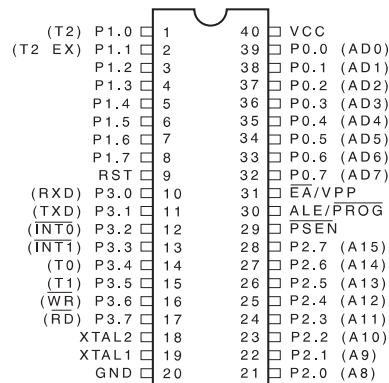 (T2) P1.0 1 40 VCC
(T2 EX) P1.1 2 39 P0.0 (AD0)
P1.2 3 38 P0.1 (AD1)
P1.3 4 37 P0.2 (AD2)
P1.4 5 36 P0.3 (AD3)
P1.5 6 35 P0.4 (AD4)
P1.6 7 34 P0.5 (AD5)
P1.7 8 33 P0.6 (AD6)
RST 9 32 P0.7 (AD7)
(RXD) P3.0 10 31 E̅A̅/VPP
(TXD) P3.1 11 30 ALE/P̅R̅O̅G̅
(I̅N̅T̅0̅) P3.2 12 29 P̅S̅E̅N̅
(I̅N̅T̅1̅) P3.3 13 28 P2.7 (A15)
(T0) P3.4 14 27 P2.6 (A14)
(T1) P3.5 15 26 P2.5 (A13)
(W̅R̅) P3.6 16 25 P2.4 (A12)
(R̅D̅) P3.7 17 24 P2.3 (A11)
XTAL2 18 23 P2.2 (A10)
XTAL1 19 22 P2.1 (A9)
GND 20 21 P2.0 (A8)